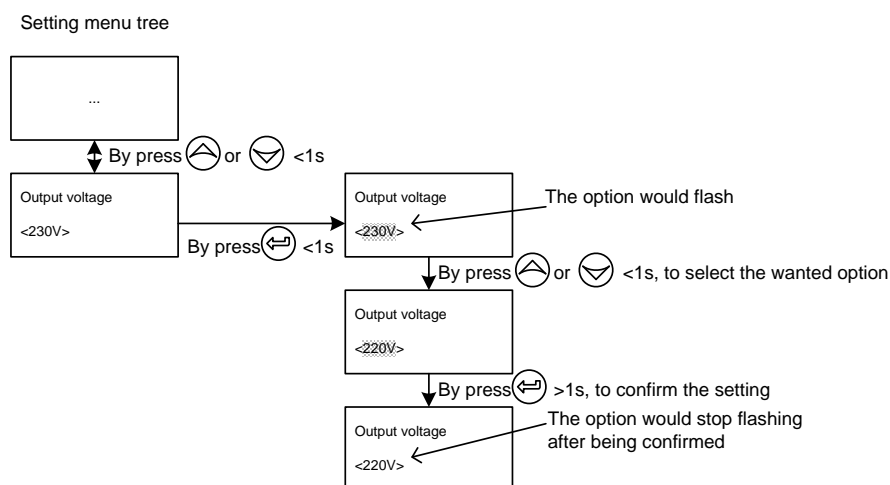 Setting menu tree
...
By press or <1s
Output voltage
<230V>
By press <1s
Output voltage
<230V>
The option would flash
By press or <1s, to select the wanted option
Output voltage
<220V>
By press >1s, to confirm the setting
Output voltage
<220V>
The option would stop flashing
after being confirmed